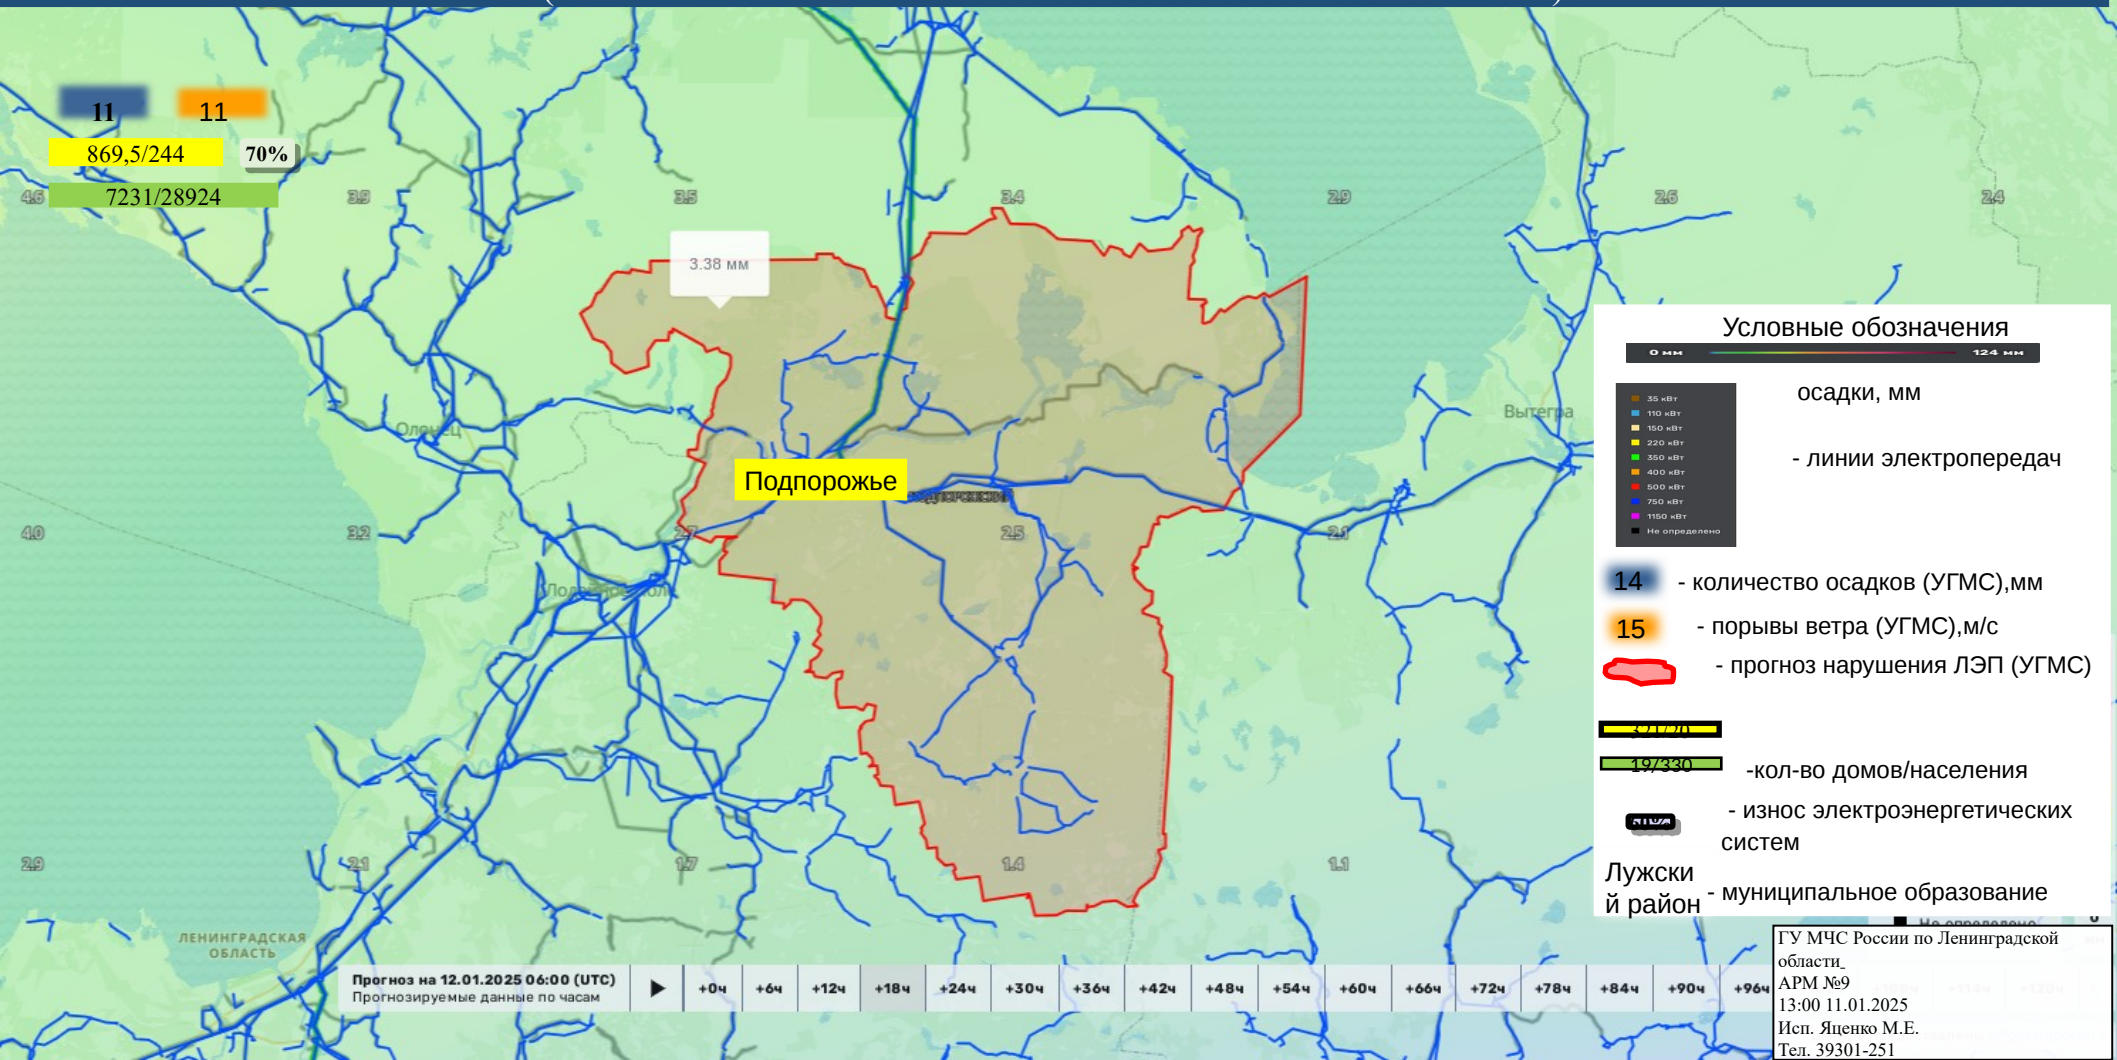 11
11
869,5/244
70%
7231/28924
4.6
3.9
3.5
3.4
2.9
2.6
2.4
3.38 мм
Олонец
Вытегра
Подпорожье
4.0
3.2
2.7
2.5
2.1
2.9
2.1
1.7
1.4
1.1
ЛЕНИНГРАДСКАЯ
ОБЛАСТЬ
Условные обозначения
0 мм
124 мм
осадки, мм
35 кВт
110 кВт
150 кВт
220 кВт
350 кВт
400 кВт
500 кВт
750 кВт
1150 кВт
Не определено
- линии электропередач
14 - количество осадков (УГМС),мм
15 - порывы ветра (УГМС),м/с
- прогноз нарушения ЛЭП (УГМС)
321/20
19/330 -кол-во домов/населения
- износ электроэнергетических
систем
Лужски
й район - муниципальное образование
Не определено
Прогноз на 12.01.2025 06:00 (UTC)
Прогнозируемые данные по часам
+0ч +6ч +12ч +18ч +24ч +30ч +36ч +42ч +48ч +54ч +60ч +66ч +72ч +78ч +84ч +90ч +96ч
ГУ МЧС России по Ленинградской
области_
АРМ №9
13:00 11.01.2025
Исп. Яценко М.Е.
Тел. 39301-251